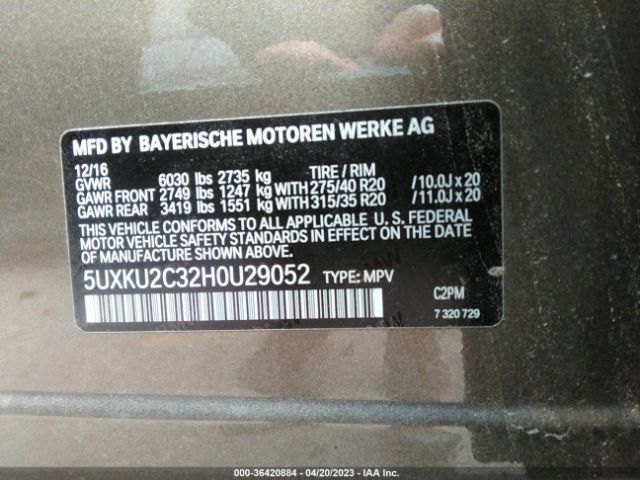 MFD BY BAYERISCHE MOTOREN WERKE AG
12/16 TIRE / RIM
GVWR 6030 lbs 2735 kg
GAWR FRONT 2749 lbs 1247 kg WITH 275/40 R20 / 10.0J x 20
GAWR REAR 3419 lbs 1551 kg WITH 315/35 R20 / 11.0J x 20
THIS VEHICLE CONFORMS TO ALL APPLICABLE U. S. FEDERAL
MOTOR VEHICLE SAFETY STANDARDS IN EFFECT ON THE DATE
OF MANUFACTURE SHOWN ABOVE.
5UXKU2C32H0U29052 TYPE: MPV
C2PM
7 320 729
000-36420884 - 04/20/2023 - IAA Inc.